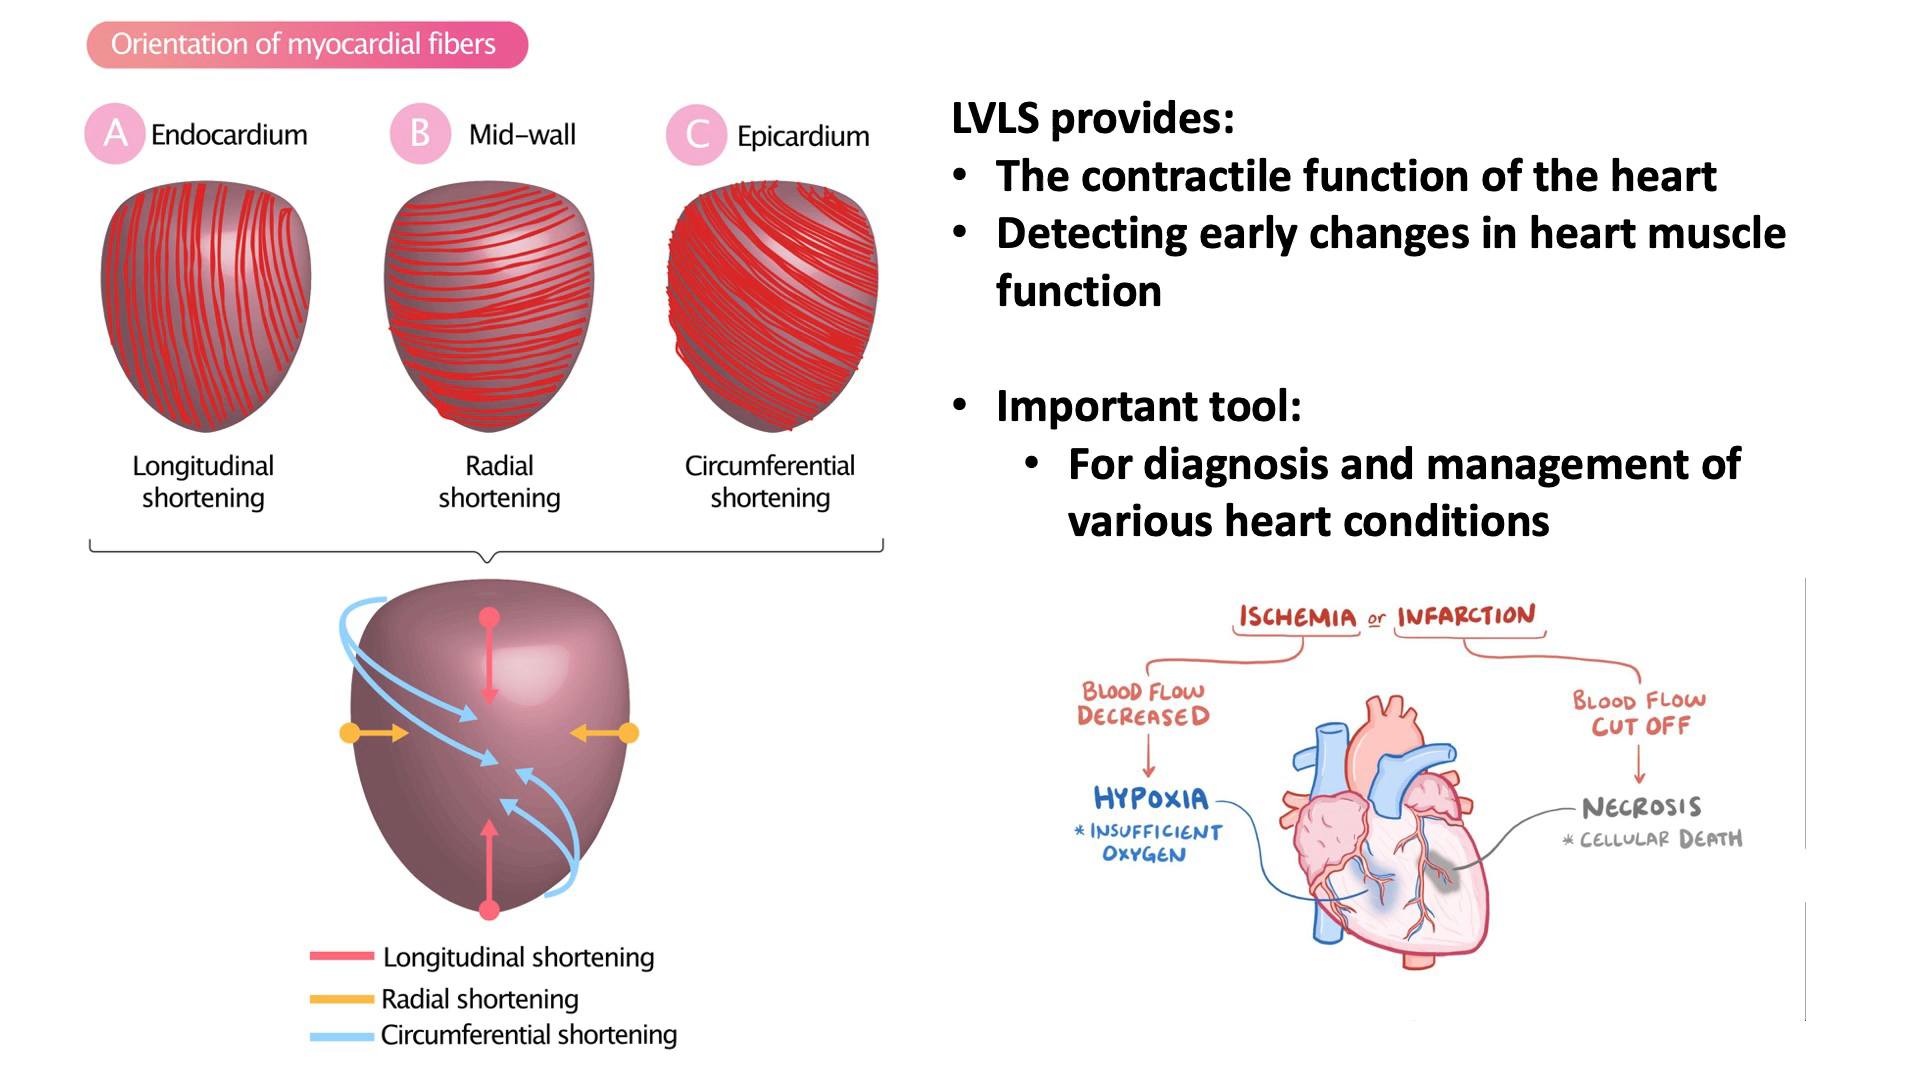 Orientation of myocardial fibers
A Endocardium
B Mid-wall
C Epicardium
Longitudinal
shortening
Radial
shortening
Circumferential
shortening
Longitudinal shortening
Radial shortening
Circumferential shortening
LVLS provides:
• The contractile function of the heart
• Detecting early changes in heart muscle
function
• Important tool:
• For diagnosis and management of
various heart conditions
ISCHEMIA or INFARCTION
BLOOD FLOW
DECREASED
HYPOXIA
* INSUFFICIENT
OXYGEN
BLOOD FLOW
CUT OFF
NECROSIS
* CELLULAR DEATH